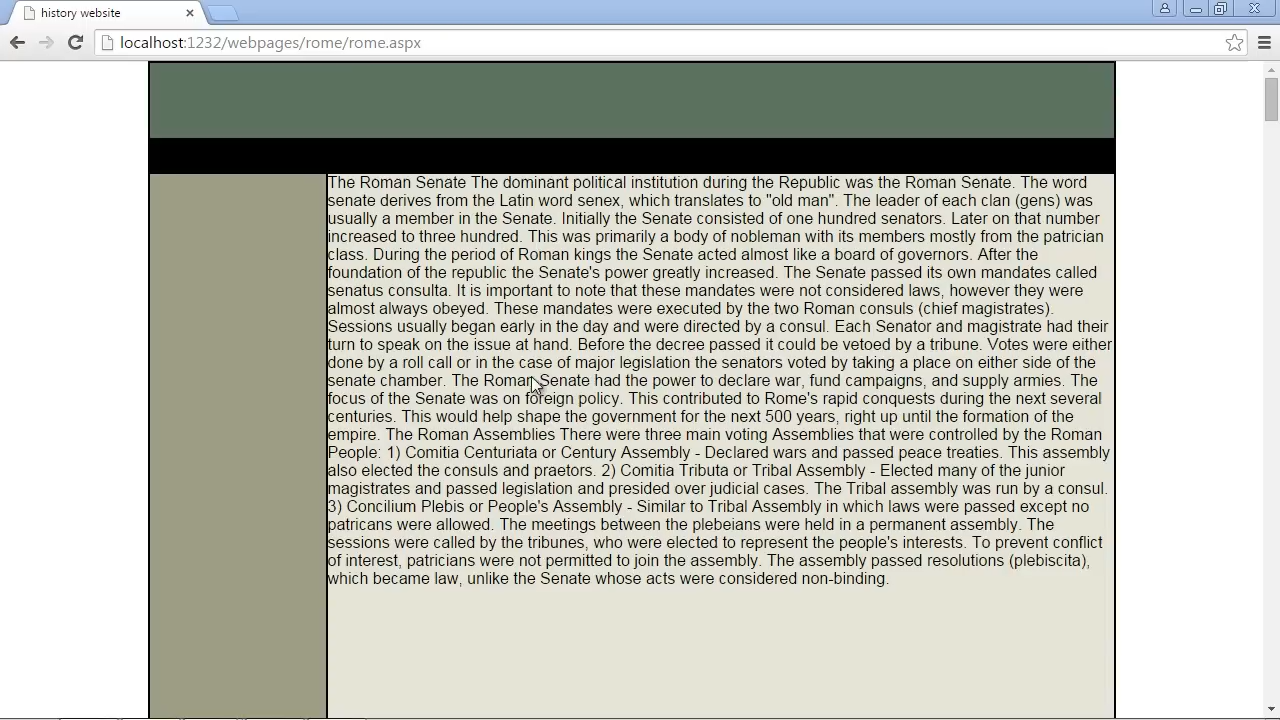 history website
localhost:1232/webpages/rome/rome.aspx
The Roman Senate The dominant political institution during the Republic was the Roman Senate. The word
senate derives from the Latin word senex, which translates to "old man". The leader of each clan (gens) was
usually a member in the Senate. Initially the Senate consisted of one hundred senators. Later on that number
increased to three hundred. This was primarily a body of nobleman with its members mostly from the patrician
class. During the period of Roman kings the Senate acted almost like a board of governors. After the
foundation of the republic the Senate's power greatly increased. The Senate passed its own mandates called
senatus consulta. It is important to note that these mandates were not considered laws, however they were
almost always obeyed. These mandates were executed by the two Roman consuls (chief magistrates).
Sessions usually began early in the day and were directed by a consul. Each Senator and magistrate had their
turn to speak on the issue at hand. Before the decree passed it could be vetoed by a tribune. Votes were either
done by a roll call or in the case of major legislation the senators voted by taking a place on either side of the
senate chamber. The Roman Senate had the power to declare war, fund campaigns, and supply armies. The
focus of the Senate was on foreign policy. This contributed to Rome's rapid conquests during the next several
centuries. This would help shape the government for the next 500 years, right up until the formation of the
empire. The Roman Assemblies There were three main voting Assemblies that were controlled by the Roman
People: 1) Comitia Centuriata or Century Assembly - Declared wars and passed peace treaties. This assembly
also elected the consuls and praetors. 2) Comitia Tributa or Tribal Assembly - Elected many of the junior
magistrates and passed legislation and presided over judicial cases. The Tribal assembly was run by a consul.
3) Concilium Plebis or People's Assembly - Similar to Tribal Assembly in which laws were passed except no
patricans were allowed. The meetings between the plebeians were held in a permanent assembly. The
sessions were called by the tribunes, who were elected to represent the people's interests. To prevent conflict
of interest, patricians were not permitted to join the assembly. The assembly passed resolutions (plebiscita),
which became law, unlike the Senate whose acts were considered non-binding.